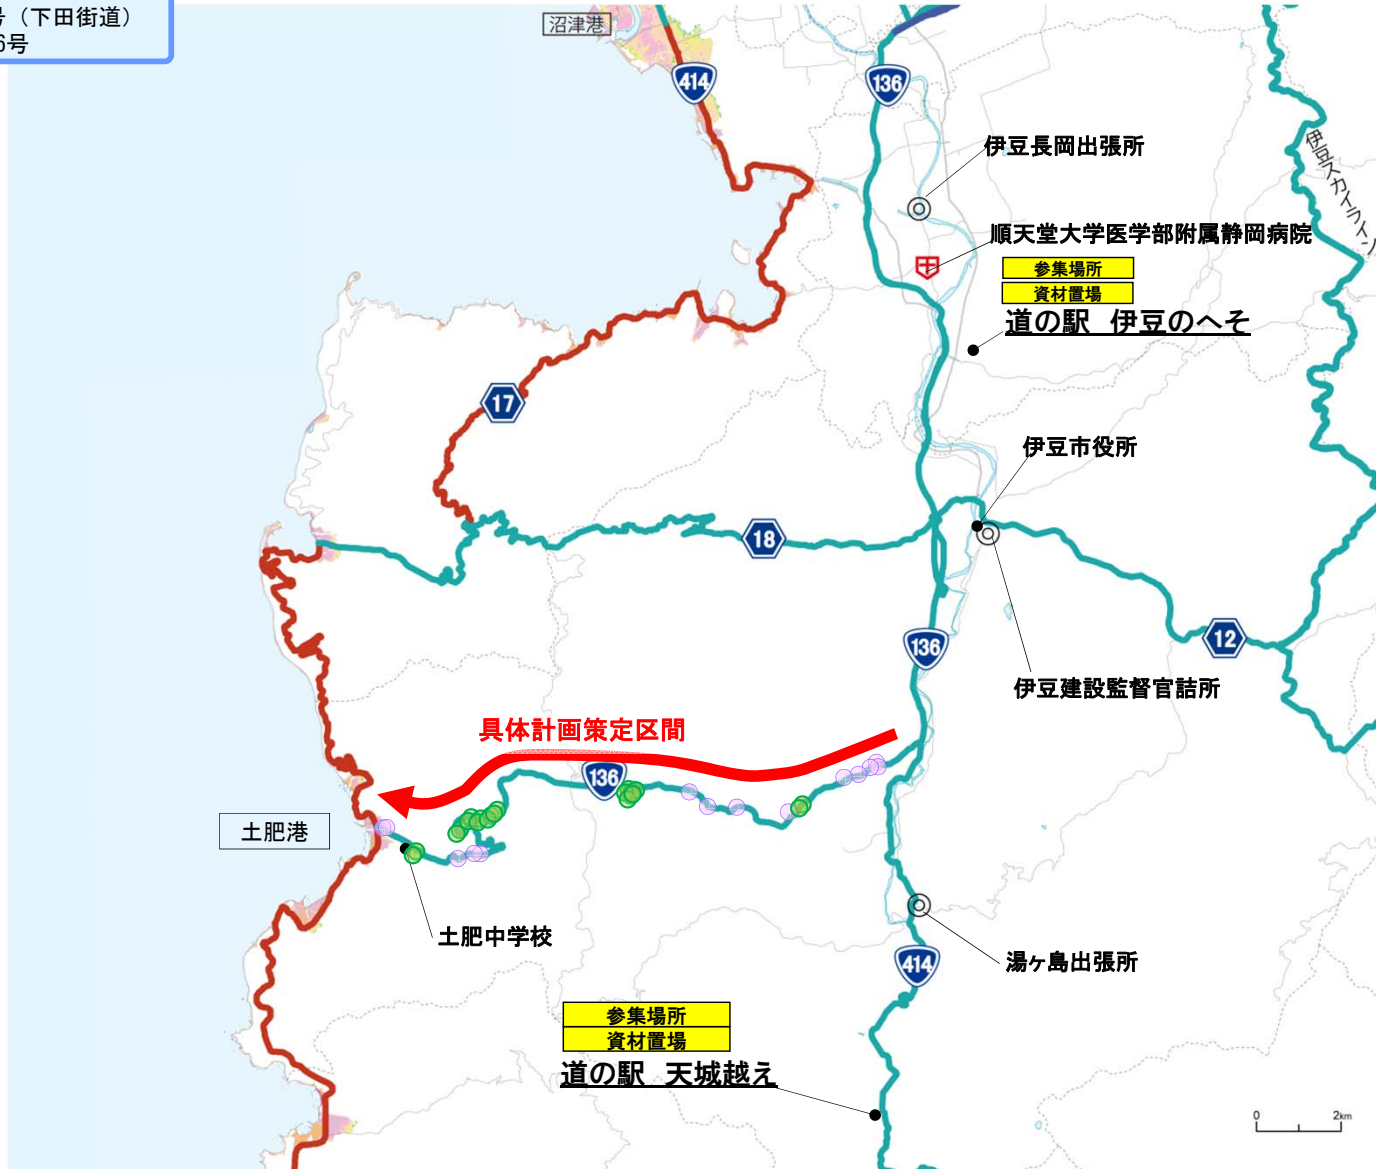 号（下田街道）
6号
沼津港
414
136
伊豆スカイライン
伊豆長岡出張所
順天堂大学医学部附属静岡病院
参集場所
資材置場
道の駅　伊豆のへそ
17
伊豆市役所
18
136
12
伊豆建設監督官詰所
具体計画策定区間
136
土肥港
土肥中学校
湯ヶ島出張所
414
参集場所
資材置場
道の駅　天城越え
0 2km